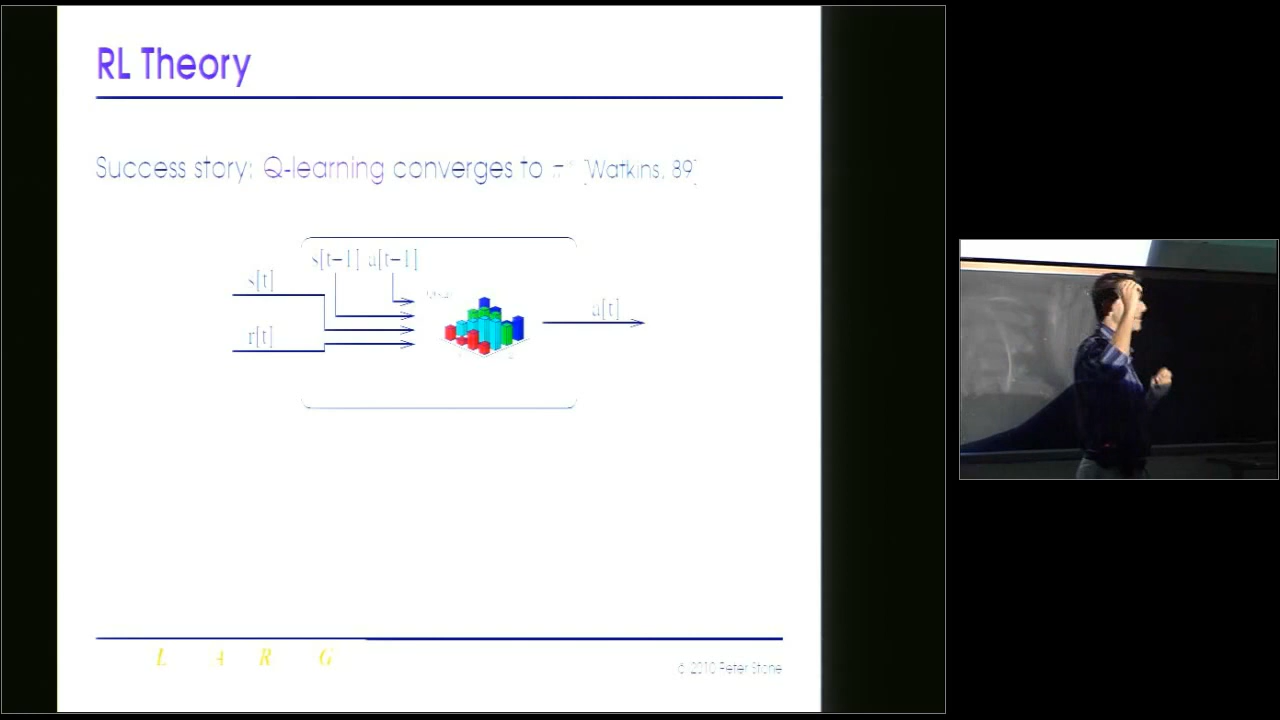 RL Theory
Success story: Q-learning converges to π* [Watkins, 89]
s[t-1] a[t-1]
s[t]
a[t]
r[t]
L A R G
© 2010 Peter Stone